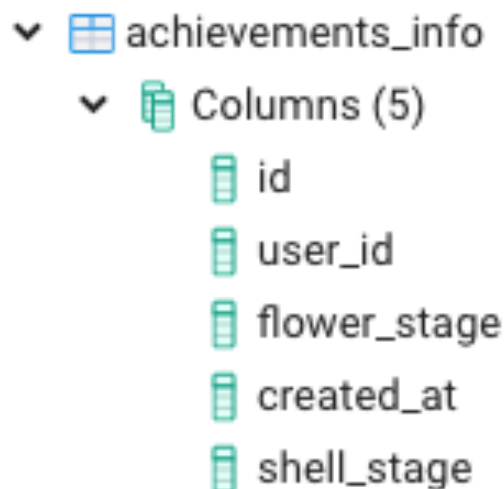 achievements_info
Columns (5)
id
user_id
flower_stage
created_at
shell_stage